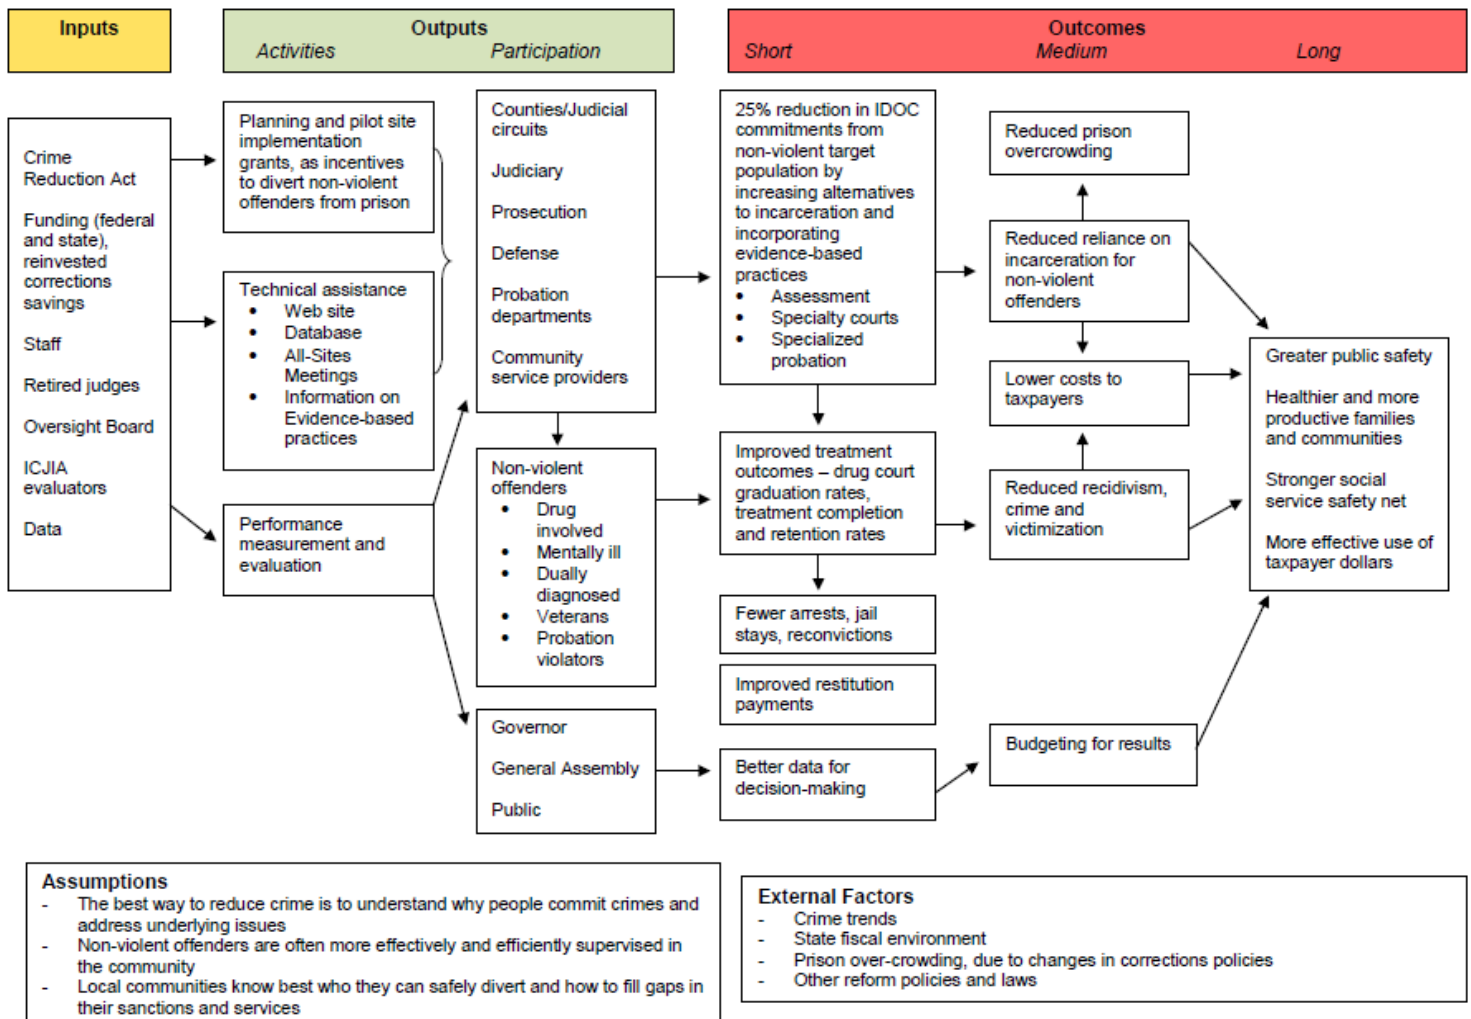 Inputs
Outputs
Activities
Participation
Outcomes
Short
Medium
Long
Crime
Reduction Act
Funding (federal
and state),
reinvested
corrections
savings
Staff
Retired judges
Oversight Board
ICJIA
evaluators
Data
Planning and pilot site
implementation
grants, as incentives
to divert non-violent
offenders from prison
Technical assistance
• Web site
• Database
• All-Sites
Meetings
• Information on
Evidence-based
practices
Performance
measurement and
evaluation
Counties/Judicial
circuits
Judiciary
Prosecution
Defense
Probation
departments
Community
service providers
Non-violent
offenders
• Drug
involved
• Mentally ill
• Dually
diagnosed
• Veterans
• Probation
violators
Governor
General Assembly
Public
25% reduction in IDOC
commitments from
non-violent target
population by
increasing alternatives
to incarceration and
incorporating
evidence-based
practices
• Assessment
• Specialty courts
• Specialized
probation
Improved treatment
outcomes – drug court
graduation rates,
treatment completion
and retention rates
Fewer arrests, jail
stays, reconvictions
Improved restitution
payments
Better data for
decision-making
Reduced prison
overcrowding
Reduced reliance on
incarceration for
non-violent
offenders
Lower costs to
taxpayers
Reduced recidivism,
crime and
victimization
Budgeting for results
Greater public safety
Healthier and more
productive families
and communities
Stronger social
service safety net
More effective use of
taxpayer dollars
Assumptions
- The best way to reduce crime is to understand why people commit crimes and
address underlying issues
- Non-violent offenders are often more effectively and efficiently supervised in
the community
- Local communities know best who they can safely divert and how to fill gaps in
their sanctions and services
External Factors
- Crime trends
- State fiscal environment
- Prison over-crowding, due to changes in corrections policies
- Other reform policies and laws